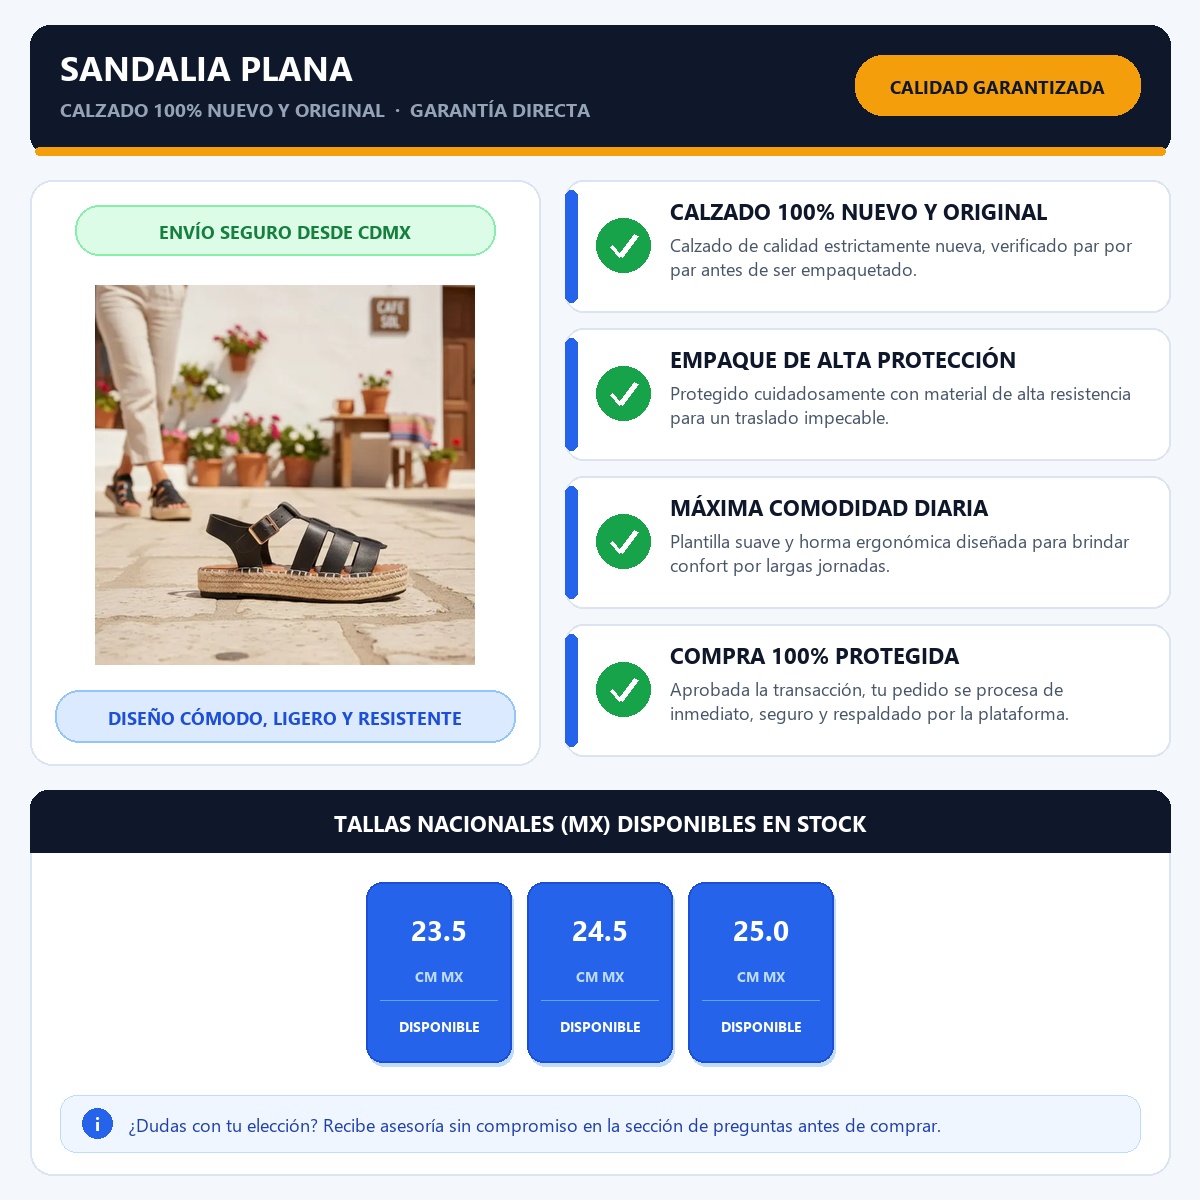 SANDALIA PLANA
CALZADO 100% NUEVO Y ORIGINAL · GARANTÍA DIRECTA
CALIDAD GARANTIZADA
ENVÍO SEGURO DESDE CDMX
CAFE
SOL
DISEÑO CÓMODO, LIGERO Y RESISTENTE
CALZADO 100% NUEVO Y ORIGINAL
Calzado de calidad estrictamente nueva, verificado par por
par antes de ser empaquetado.
EMPAQUE DE ALTA PROTECCIÓN
Protegido cuidadosamente con material de alta resistencia
para un traslado impecable.
MÁXIMA COMODIDAD DIARIA
Plantilla suave y horma ergonómica diseñada para brindar
confort por largas jornadas.
COMPRA 100% PROTEGIDA
Aprobada la transacción, tu pedido se procesa de
inmediato, seguro y respaldado por la plataforma.
TALLAS NACIONALES (MX) DISPONIBLES EN STOCK
23.5
CM MX
DISPONIBLE
24.5
CM MX
DISPONIBLE
25.0
CM MX
DISPONIBLE
¿Dudas con tu elección? Recibe asesoría sin compromiso en la sección de preguntas antes de comprar.